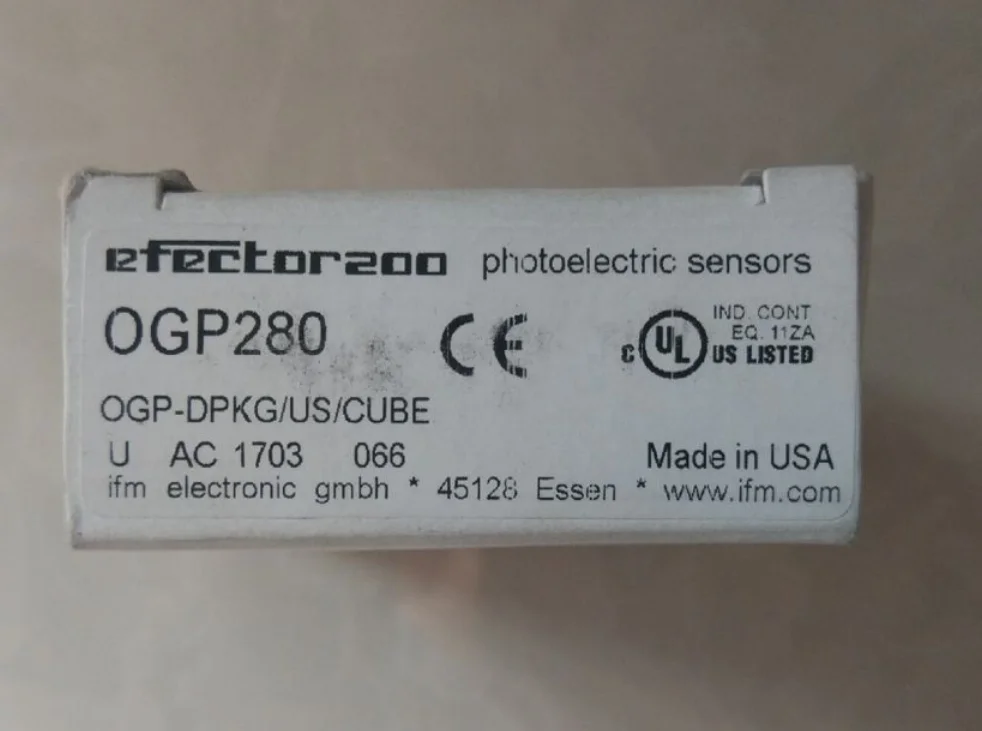 efector200 photoelectric sensors
OGP280 CE C UL US LISTED IND. CONT EQ. 11ZA
OGP-DPKG/US/CUBE
U AC 1703 066 Made in USA
ifm electronic gmbh * 45128 Essen * www.ifm.com